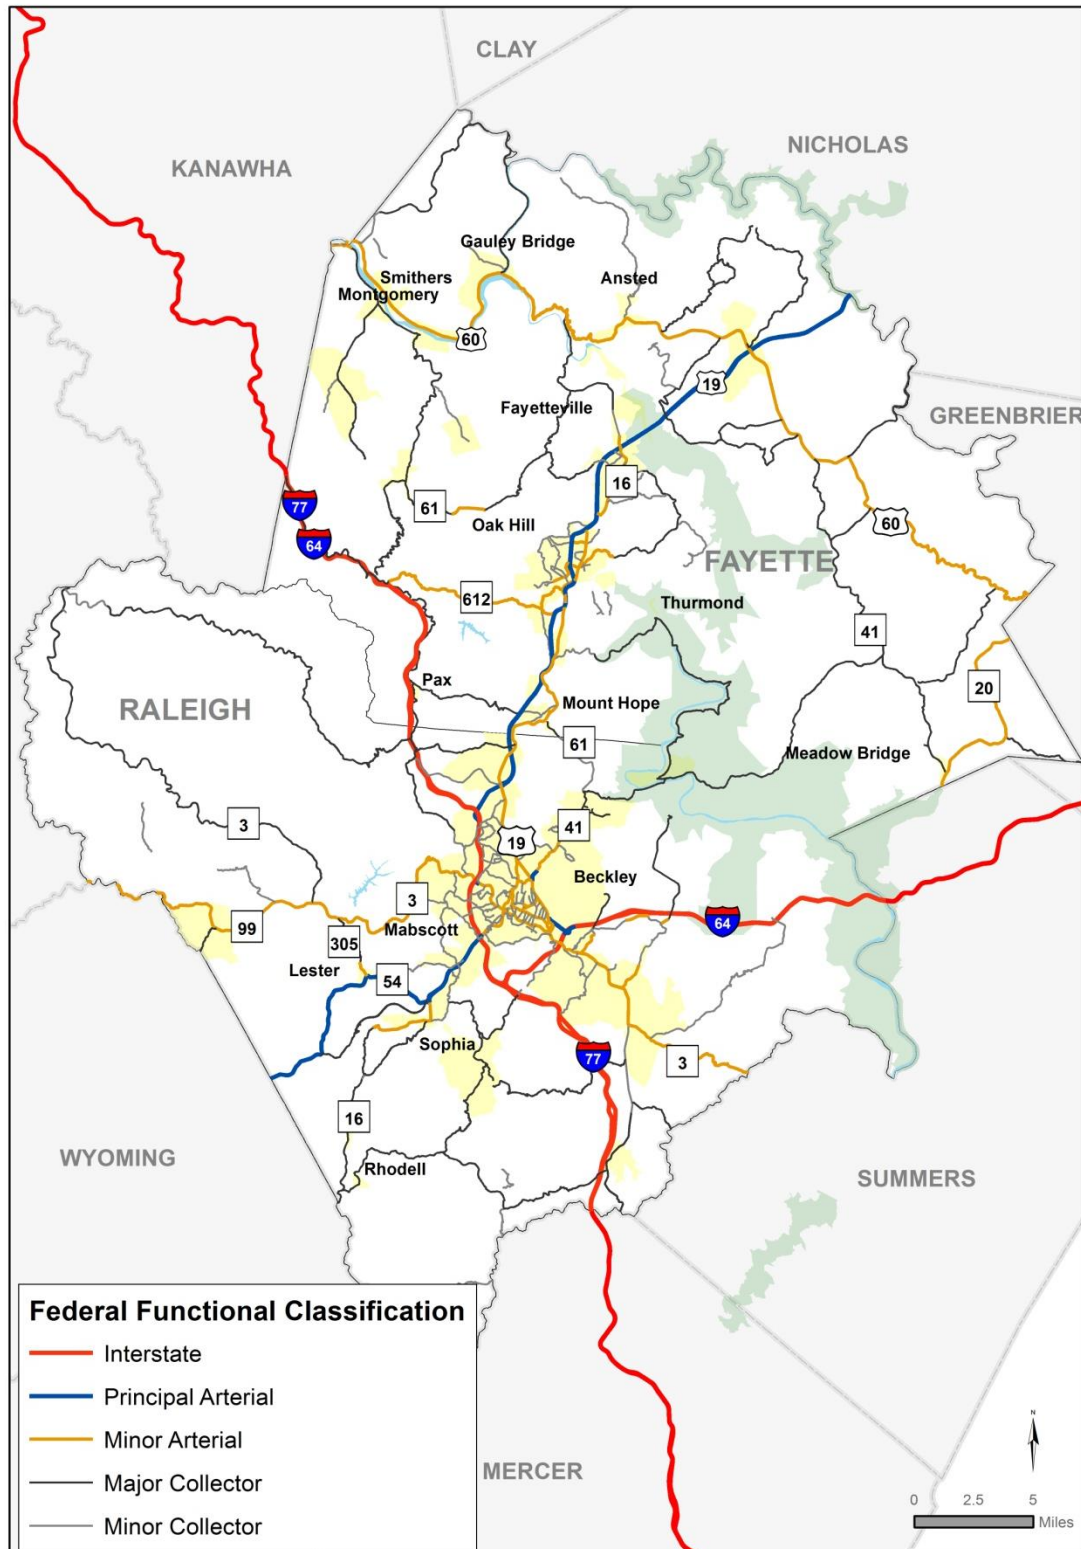 CLAY
NICHOLAS
KANAWHA
Gauley Bridge
Smithers
Ansted
Montgomery
60
19
Fayetteville
GREENBRIER
16
77
61
Oak Hill
60
64
FAYETTE
612
Thurmond
41
Pax
20
RALEIGH
Mount Hope
61
Meadow Bridge
3
41
19
Beckley
3
64
99
Mabscott
305
Lester
54
Sophia
77
3
16
WYOMING
Rhodell
SUMMERS
Federal Functional Classification
Interstate
Principal Arterial
Minor Arterial
Major Collector
Minor Collector
MERCER
N
0 2.5 5
Miles